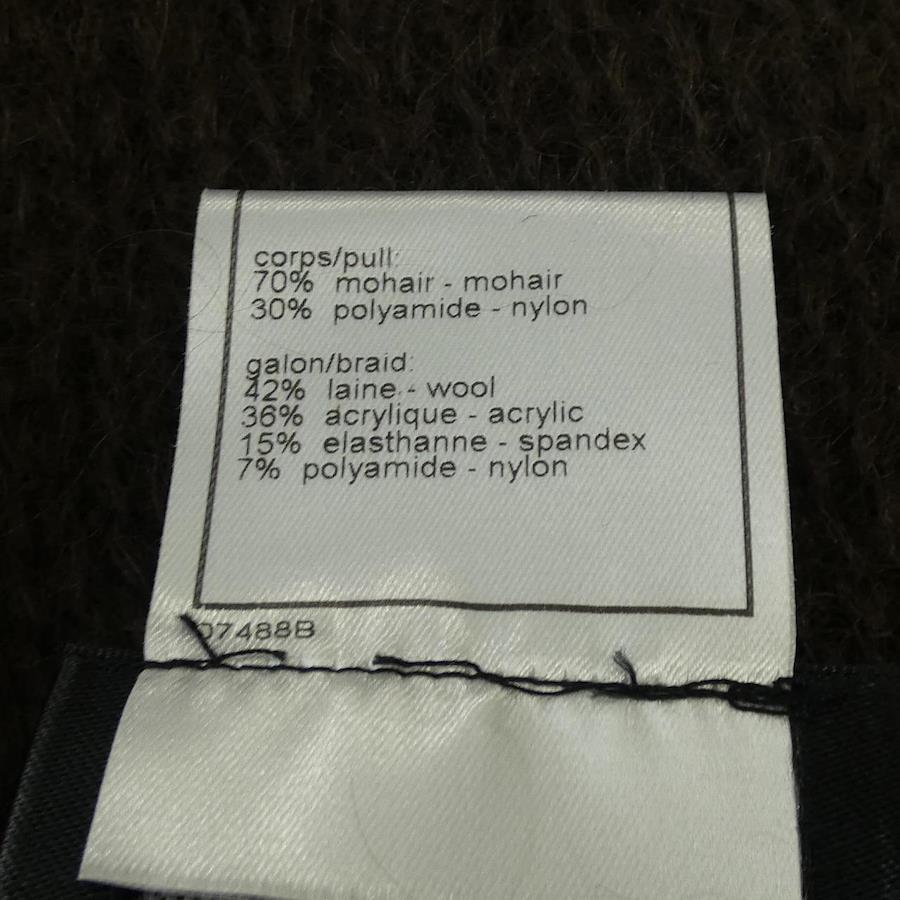 corps/pull:
70% mohair - mohair
30% polyamide - nylon
galon/braid:
42% laine - wool
36% acrylique - acrylic
15% elasthanne - spandex
7% polyamide - nylon
07488B